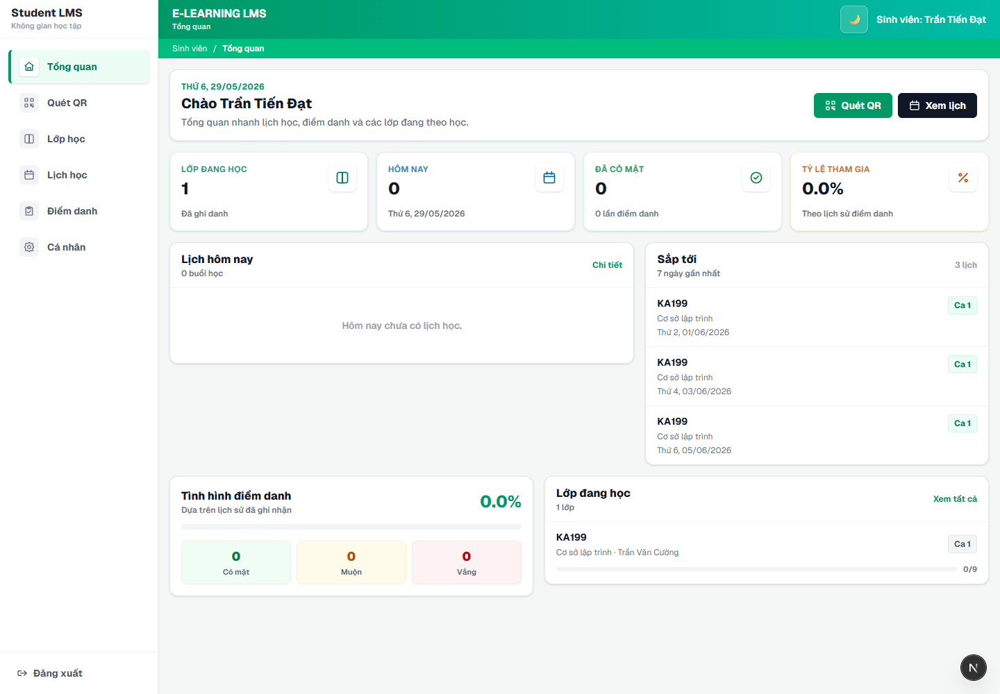 Student LMS
Không gian học tập
Tổng quan
Quét QR
Lớp học
Lịch học
Điểm danh
Cá nhân
Đăng xuất
E-LEARNING LMS
Tổng quan
Sinh viên: Trần Tiến Đạt
Sinh viên / Tổng quan
THỨ 6, 29/05/2026
Chào Trần Tiến Đạt
Tổng quan nhanh lịch học, điểm danh và các lớp đang theo học.
Quét QR
Xem lịch
LỚP ĐANG HỌC
1
Đã ghi danh
HÔM NAY
0
Thứ 6, 29/05/2026
ĐÃ CÓ MẶT
0
0 lần điểm danh
TỶ LỆ THAM GIA
0.0%
Theo lịch sử điểm danh
Lịch hôm nay
0 buổi học
Chi tiết
Hôm nay chưa có lịch học.
Sắp tới
7 ngày gần nhất
3 lịch
KA199
Ca 1
Cơ sở lập trình
Thứ 2, 01/06/2026
KA199
Ca 1
Cơ sở lập trình
Thứ 4, 03/06/2026
KA199
Ca 1
Cơ sở lập trình
Thứ 6, 05/06/2026
Tình hình điểm danh
Dựa trên lịch sử đã ghi nhận
0.0%
0
Có mặt
0
Muộn
0
Vắng
Lớp đang học
1 lớp
Xem tất cả
KA199
Cơ sở lập trình · Trần Văn Cường
Ca 1
0/9
N